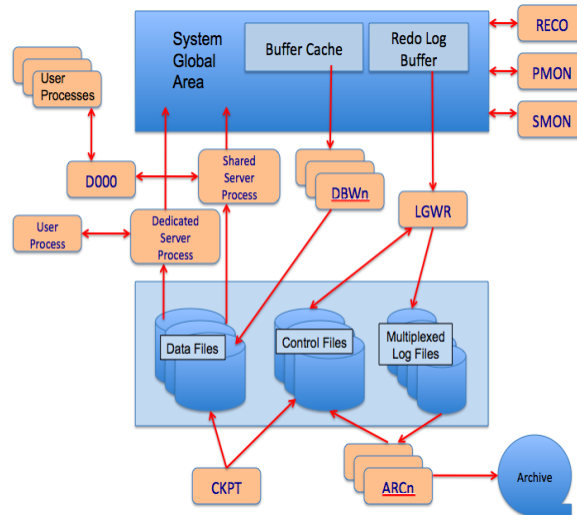 System
Global
Area
Buffer Cache
Redo Log
Buffer
RECO
PMON
SMON
User
Processes
D000
Shared
Server
Process
DBWn
LGWR
User
Process
Dedicated
Server
Process
Data Files
Control Files
Multiplexed
Log Files
CKPT
ARCn
Archive